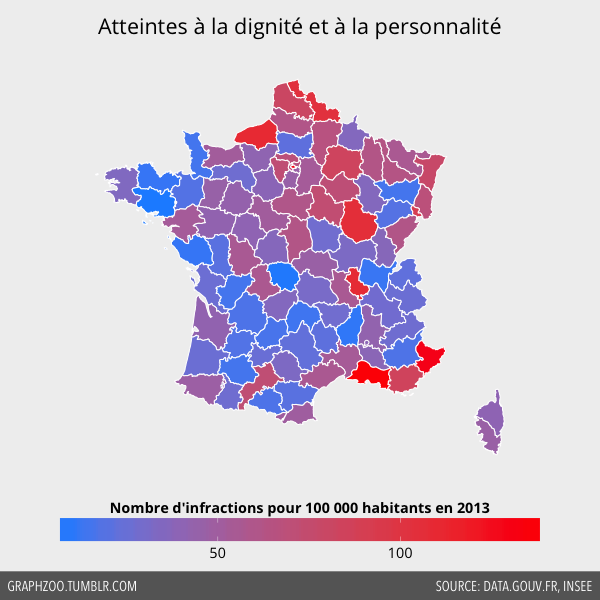 Atteintes à la dignité et à la personnalité
Nombre d'infractions pour 100 000 habitants en 2013
50 100
GRAPHZOO.TUMBLR.COM SOURCE: DATA.GOUV.FR, INSEE